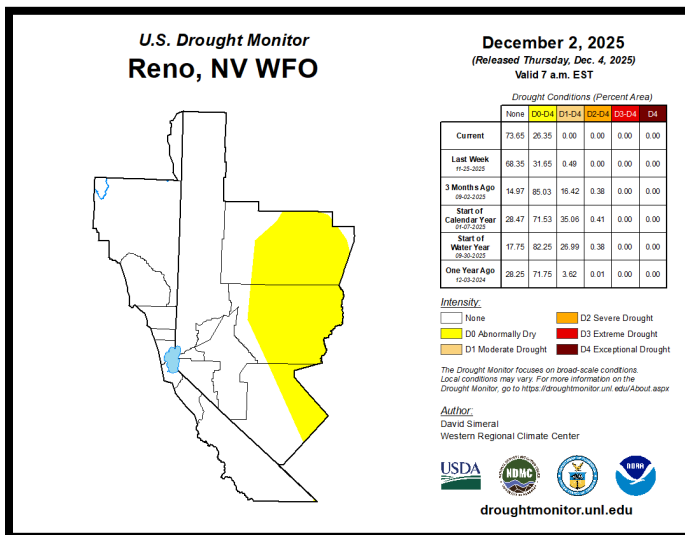 U.S. Drought Monitor
Reno, NV WFO
December 2, 2025
(Released Thursday, Dec. 4, 2025)
Valid 7 a.m. EST
Drought Conditions (Percent Area)
None D0-D4 D1-D4 D2-D4 D3-D4 D4
Current 73.65 26.35 0.00 0.00 0.00 0.00
Last Week 11-25-2025 68.35 31.65 0.49 0.00 0.00 0.00
3 Months Ago 09-02-2025 14.97 85.03 16.42 0.38 0.00 0.00
Start of Calendar Year 01-07-2025 28.47 71.53 35.06 0.41 0.00 0.00
Start of Water Year 09-30-2025 17.75 82.25 26.99 0.38 0.00 0.00
One Year Ago 12-03-2024 28.25 71.75 3.62 0.01 0.00 0.00
Intensity:
None
D0 Abnormally Dry
D1 Moderate Drought
D2 Severe Drought
D3 Extreme Drought
D4 Exceptional Drought
The Drought Monitor focuses on broad-scale conditions.
Local conditions may vary. For more information on the
Drought Monitor, go to https://droughtmonitor.unl.edu/About.aspx
Author:
David Simeral
Western Regional Climate Center
USDA
NDMC
NOAA
droughtmonitor.unl.edu